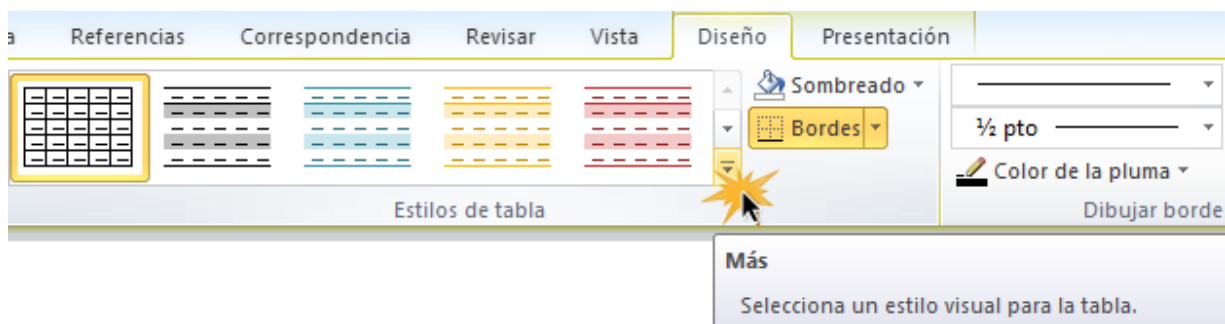 a Referencias Correspondencia Revisar Vista Diseño Presentación
Sombreado
Bordes
½ pto
Color de la pluma
Estilos de tabla
Dibujar borde
Más
Selecciona un estilo visual para la tabla.